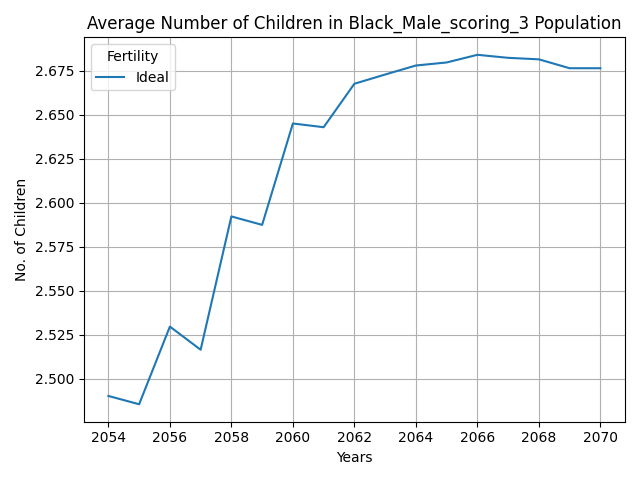 Average Number of Children in Black_Male_scoring_3 Population
Fertility
Ideal
No. of Children
2.675
2.650
2.625
2.600
2.575
2.550
2.525
2.500
2054 2056 2058 2060 2062 2064 2066 2068 2070
Years